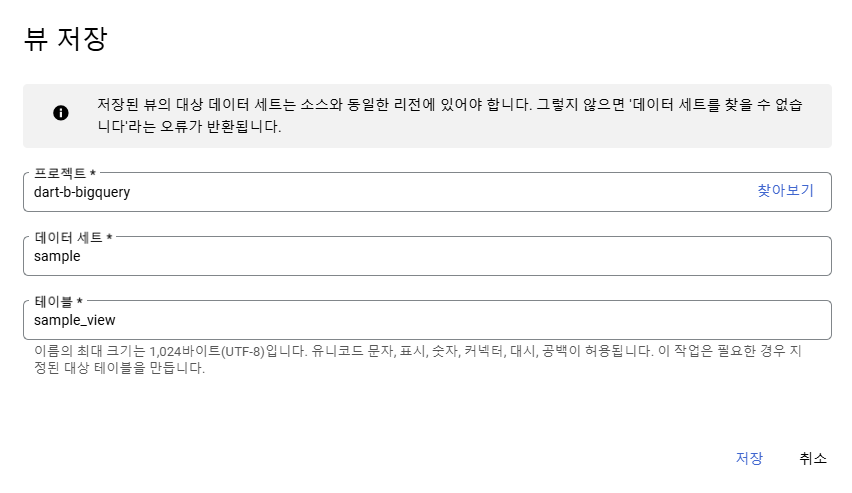 뷰 저장
저장된 뷰의 대상 데이터 세트는 소스와 동일한 리전에 있어야 합니다. 그렇지 않으면 '데이터 세트를 찾을 수 없습
니다'라는 오류가 반환됩니다.
프로젝트 *
dart-b-bigquery 찾아보기
데이터 세트 *
sample
테이블 *
sample_view
이름의 최대 크기는 1,024바이트(UTF-8)입니다. 유니코드 문자, 표시, 숫자, 커넥터, 대시, 공백이 허용됩니다. 이 작업은 필요한 경우 지
정된 대상 테이블을 만듭니다.
저장 취소